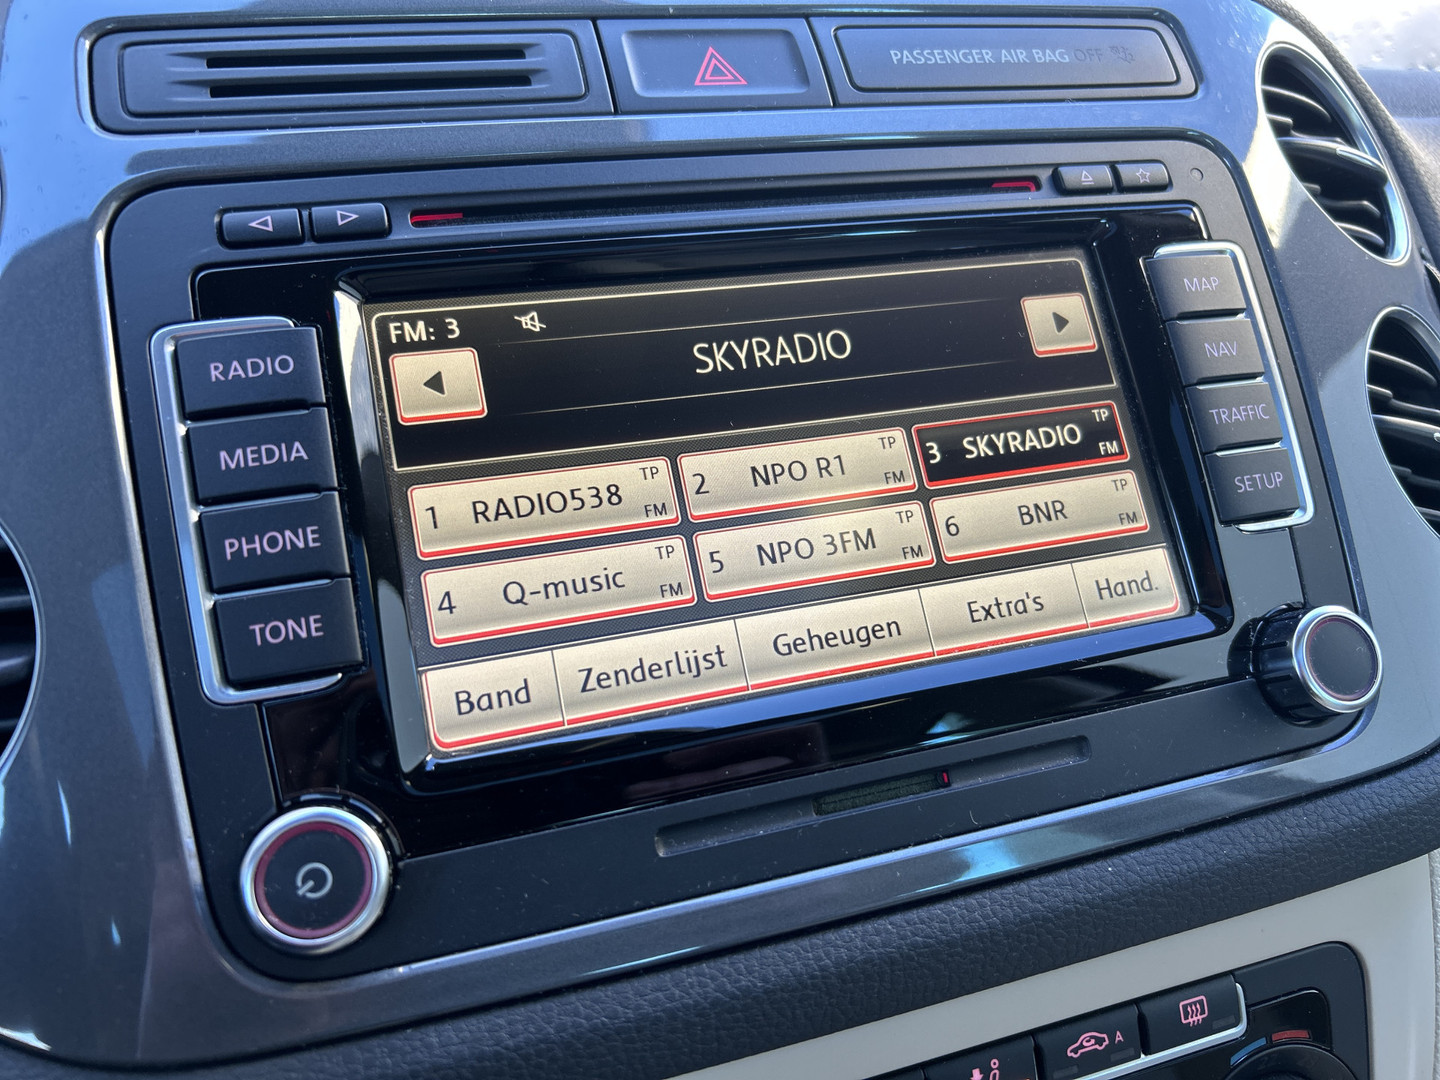 PASSENGER AIR BAG OFF
FM: 3
SKYRADIO
RADIO
MEDIA
PHONE
TONE
1 RADIO538 TP FM
2 NPO R1 TP FM
3 SKYRADIO TP FM
4 Q-music TP FM
5 NPO 3FM TP FM
6 BNR TP FM
Band
Zenderlijst
Geheugen
Extra's
Hand.
MAP
NAV
TRAFFIC
SETUP
A